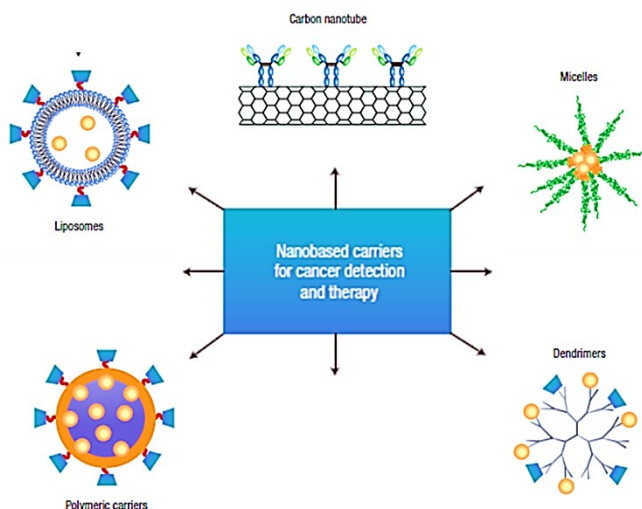 Carbon nanotube
Micelles
Liposomes
Nanobased carriers
for cancer detection
and therapy
Dendrimers
Polymeric carriers